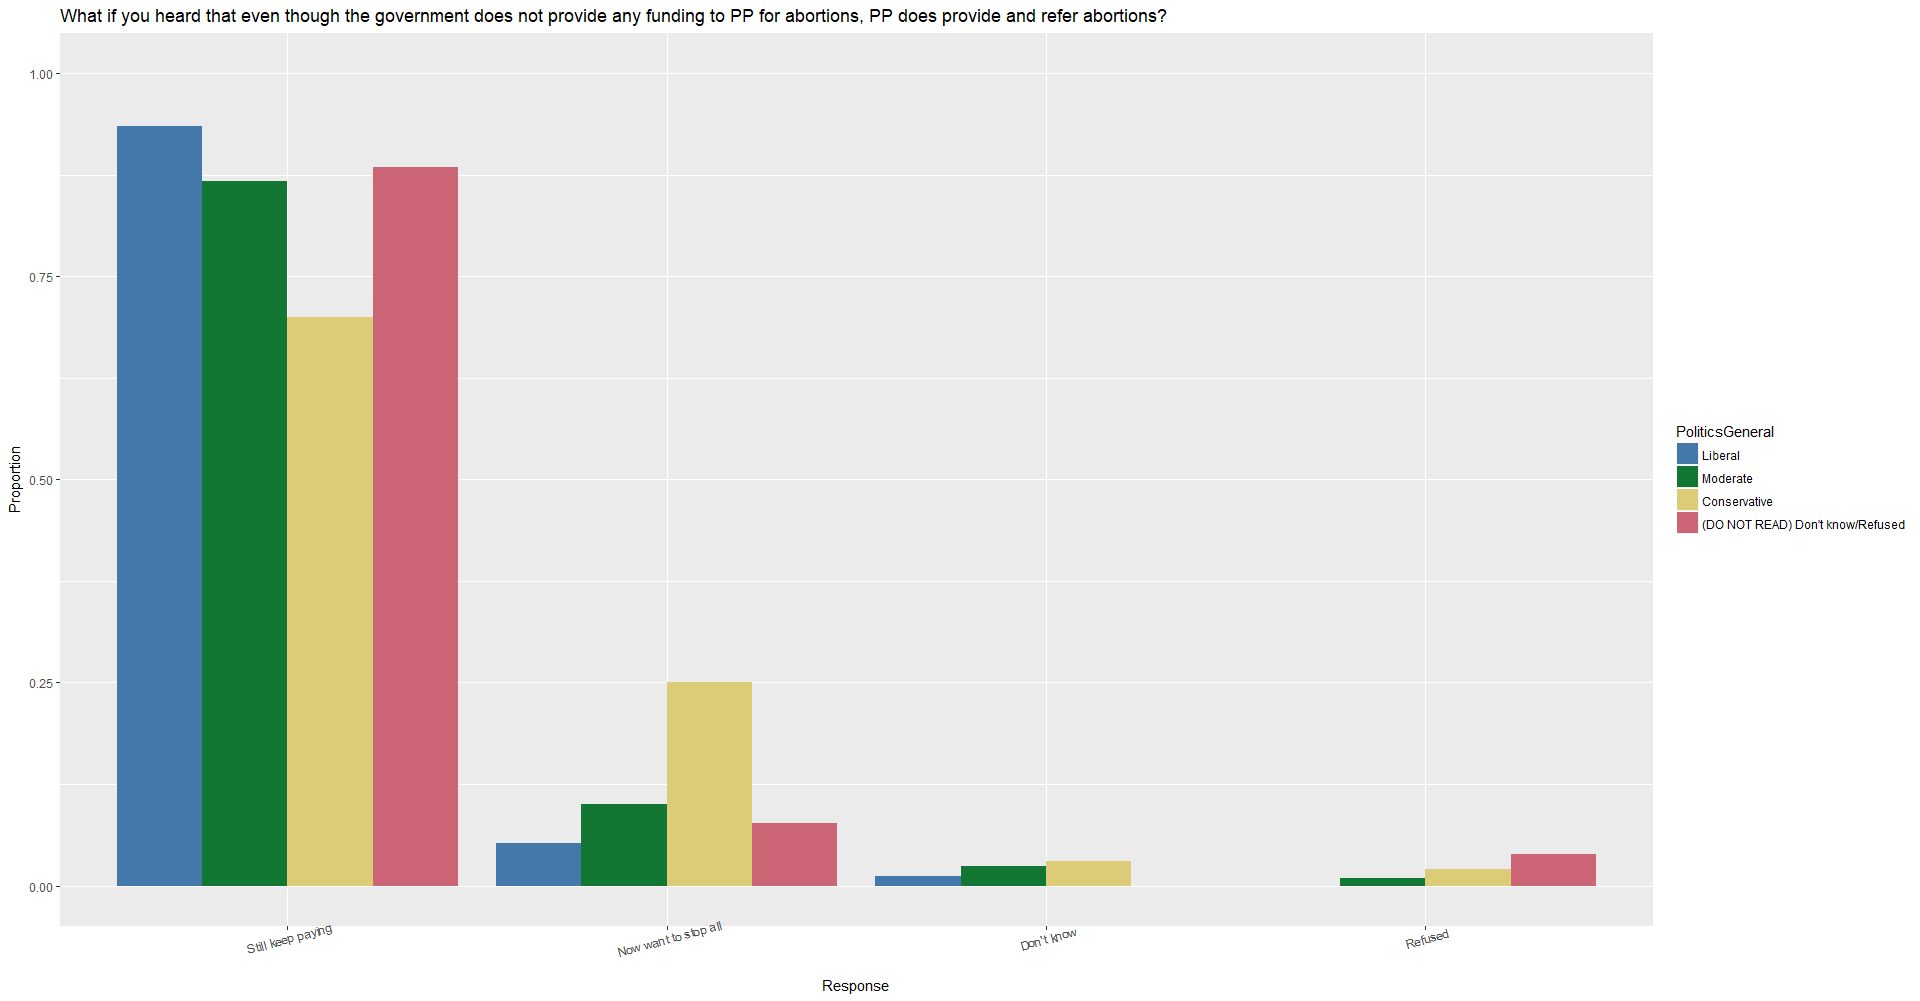 What if you heard that even though the government does not provide any funding to PP for abortions, PP does provide and refer abortions?
1.00
0.75
0.50
0.25
0.00
Proportion
Still keep paying
Now want to stop all
Don't know
Refused
Response
PoliticsGeneral
Liberal
Moderate
Conservative
(DO NOT READ) Don't know/Refused